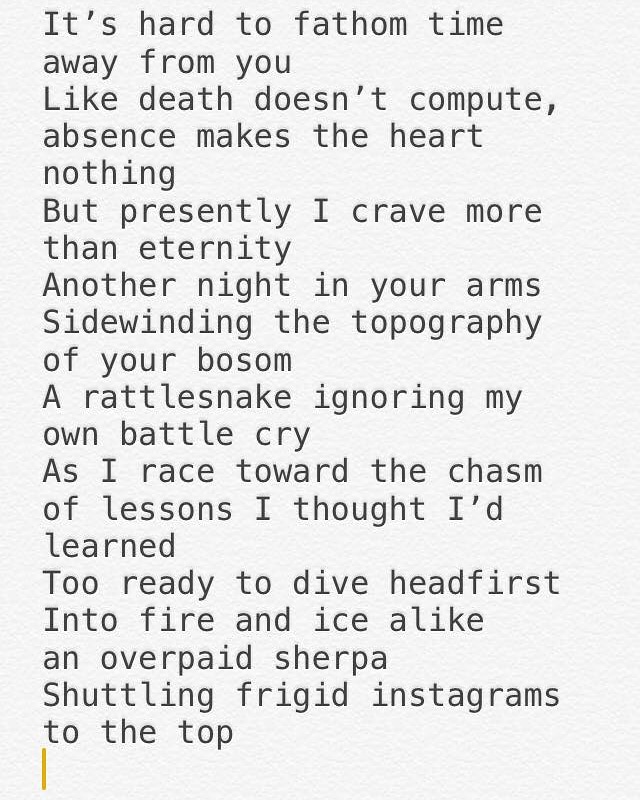 It’s hard to fathom time
away from you
Like death doesn’t compute,
absence makes the heart
nothing
But presently I crave more
than eternity
Another night in your arms
Sidewinding the topography
of your bosom
A rattlesnake ignoring my
own battle cry
As I race toward the chasm
of lessons I thought I’d
learned
Too ready to dive headfirst
Into fire and ice alike
an overpaid sherpa
Shuttling frigid instagrams
to the top